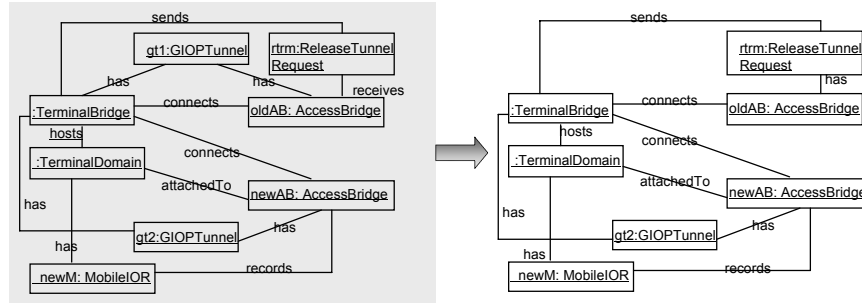 sends
gt1:GIOPTunnel
rtrm:ReleaseTunnel
Request
has
has
receives
connects
:TerminalBridge
oldAB: AccessBridge
hosts
connects
:TerminalDomain
attachedTo
newAB: AccessBridge
has
gt2:GIOPTunnel
has
has
newM: MobileIOR
records
sends
rtrm:ReleaseTunnel
Request
has
connects
:TerminalBridge
oldAB: AccessBridge
hosts
connects
:TerminalDomain
attachedTo
newAB: AccessBridge
has
gt2:GIOPTunnel
has
has
newM: MobileIOR
records